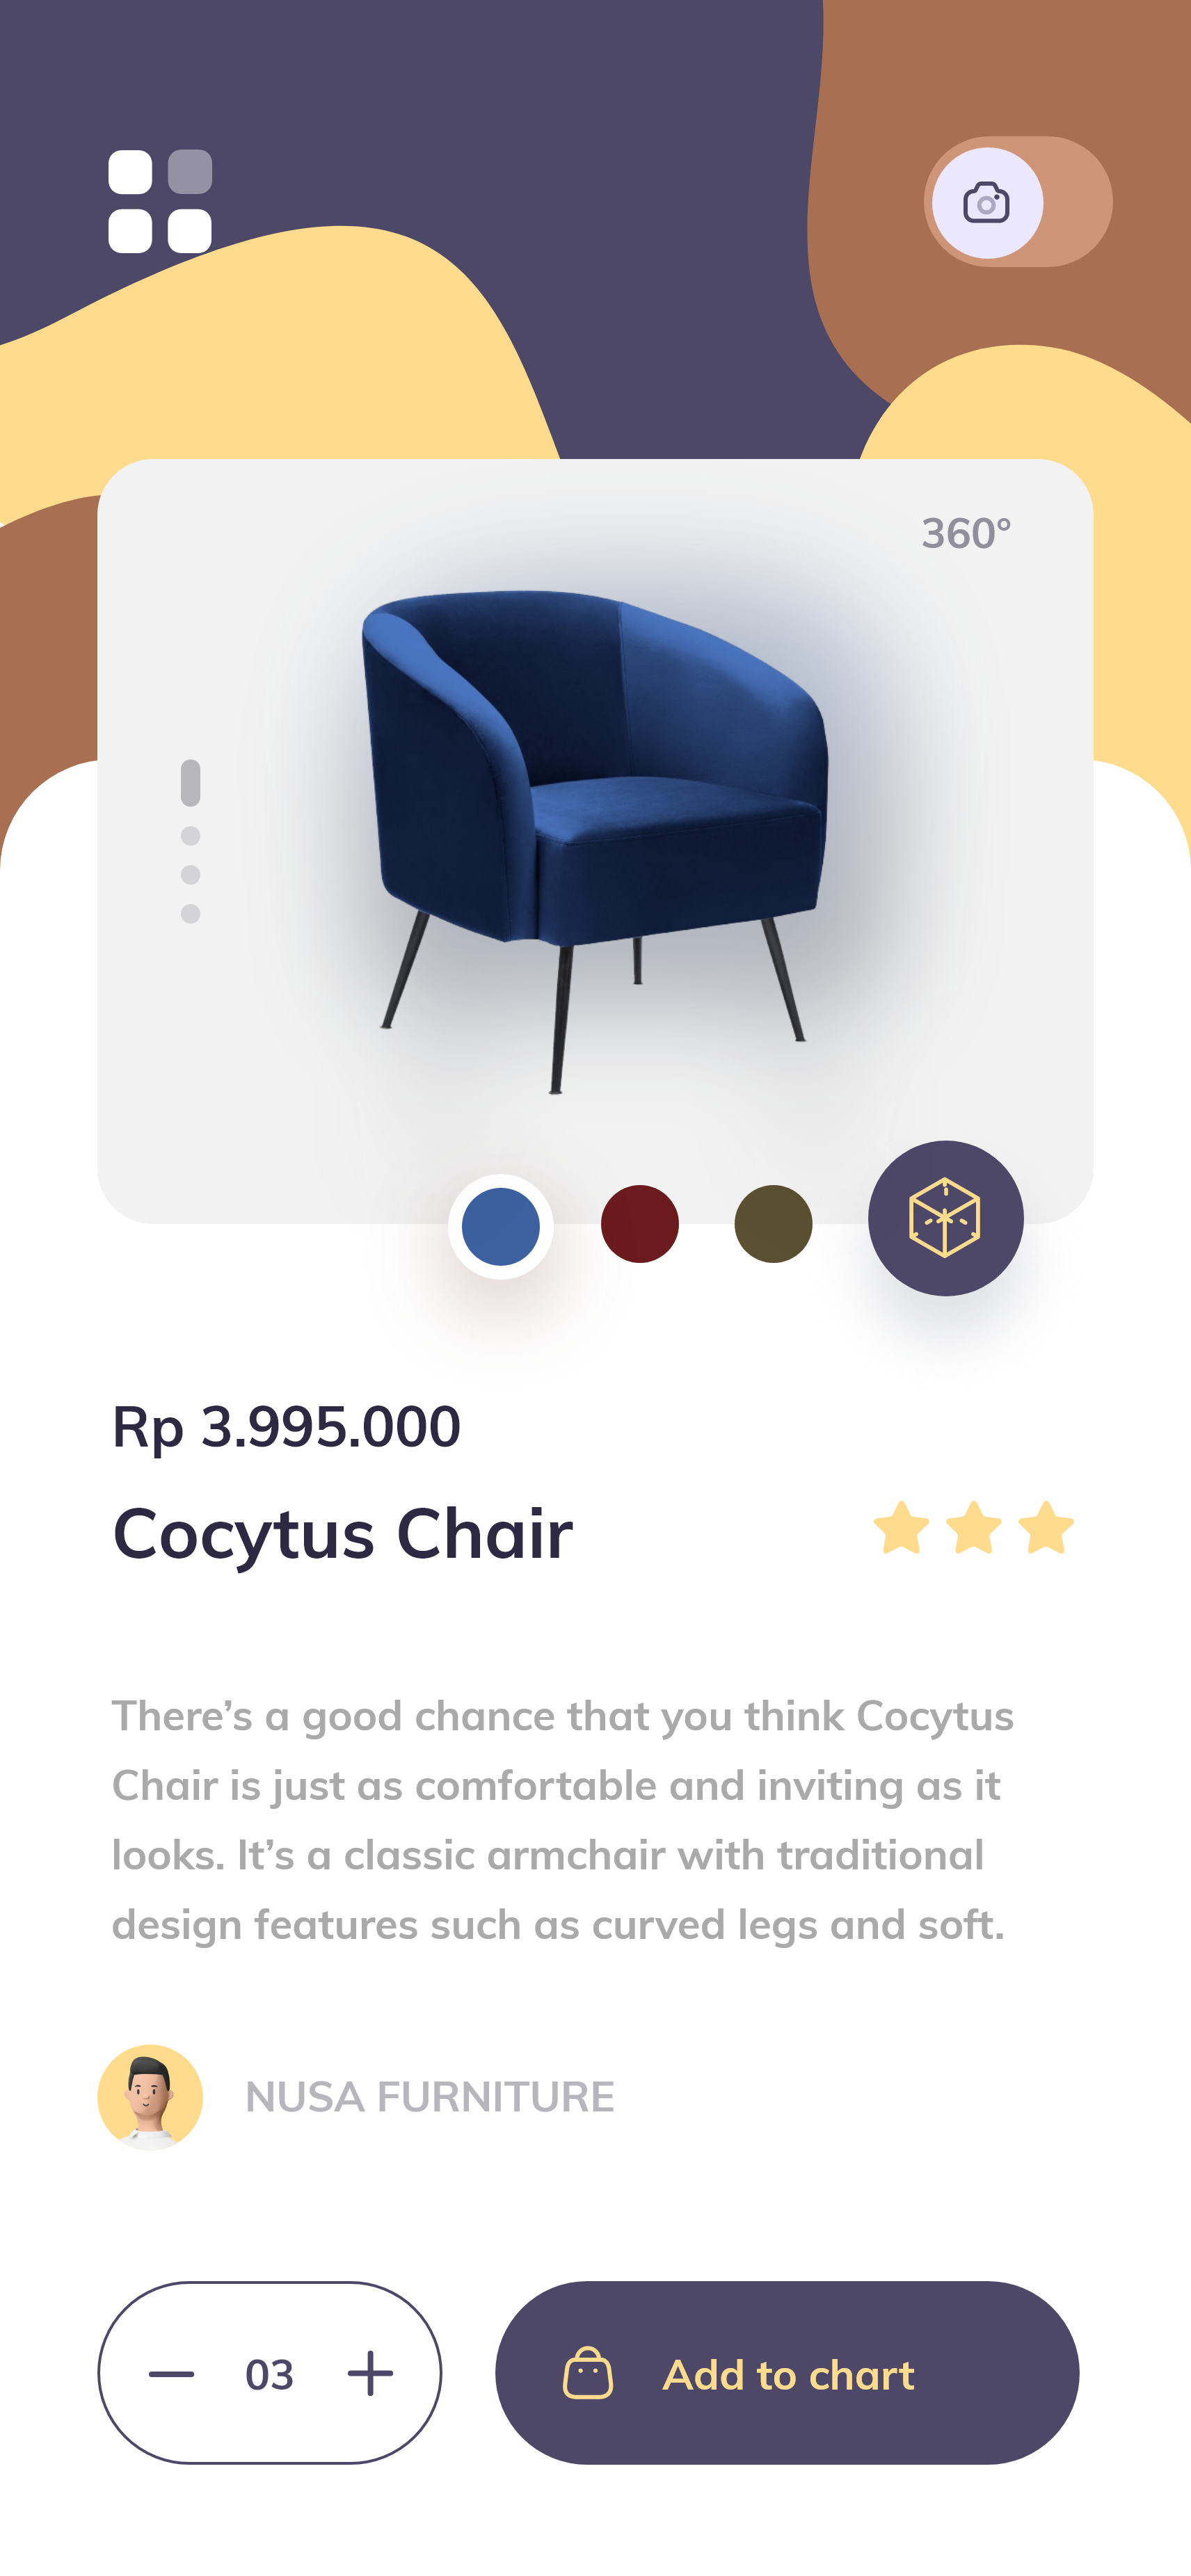 360°
Rp 3.995.000
Cocytus Chair
There’s a good chance that you think Cocytus
Chair is just as comfortable and inviting as it
looks. It’s a classic armchair with traditional
design features such as curved legs and soft.
NUSA FURNITURE
03
Add to chart